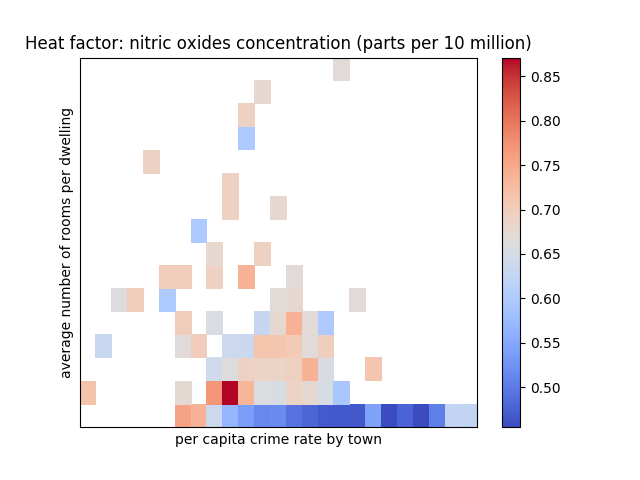 Heat factor: nitric oxides concentration (parts per 10 million)
average number of rooms per dwelling
per capita crime rate by town
0.85
0.80
0.75
0.70
0.65
0.60
0.55
0.50